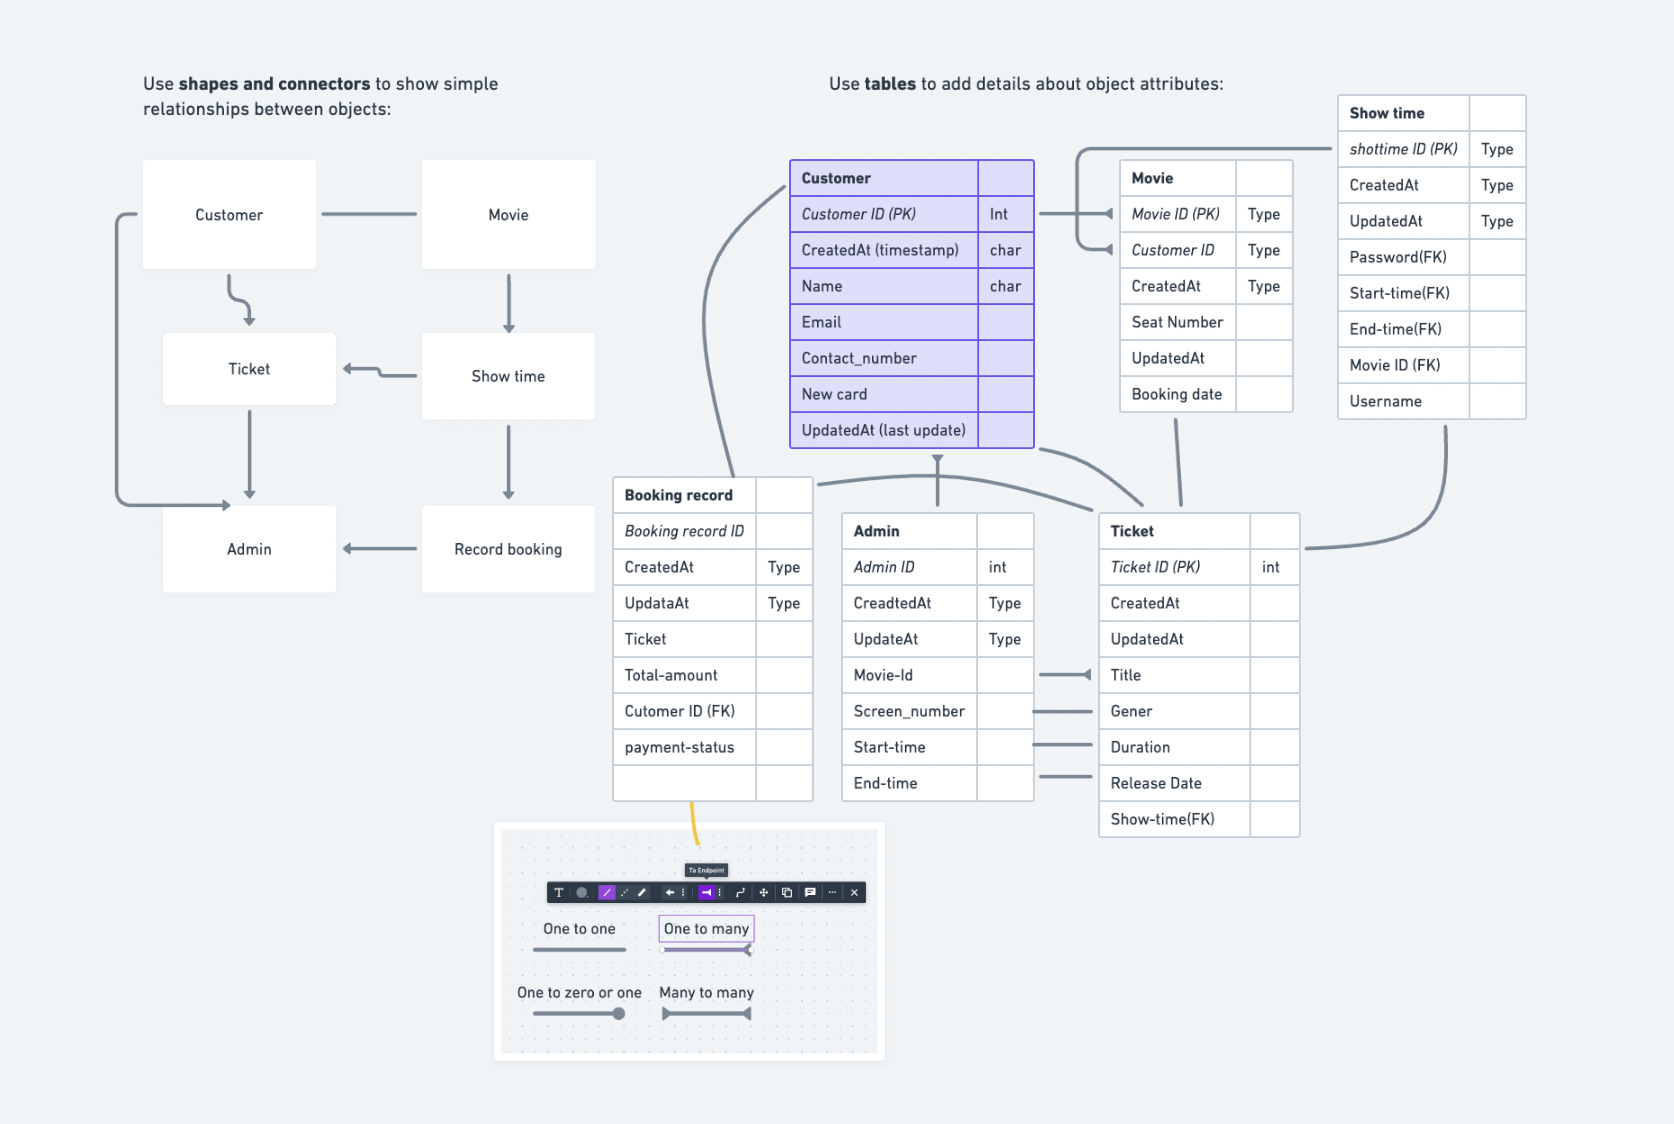 Use shapes and connectors to show simple
relationships between objects:
Customer
Movie
Ticket
Show time
Admin
Record booking
Use tables to add details about object attributes:
Customer
Customer ID (PK) Int
CreatedAt (timestamp) char
Name char
Email
Contact_number
New card
UpdatedAt (last update)
Movie
Movie ID (PK) Type
Customer ID Type
CreatedAt Type
Seat Number
UpdatedAt
Booking date
Show time
shottime ID (PK) Type
CreatedAt Type
UpdatedAt Type
Password(FK)
Start-time(FK)
End-time(FK)
Movie ID (FK)
Username
Booking record
Booking record ID
CreatedAt Type
UpdataAt Type
Ticket
Total-amount
Cutomer ID (FK)
payment-status
Admin
Admin ID int
CreadtedAt Type
UpdateAt Type
Movie-Id
Screen_number
Start-time
End-time
Ticket
Ticket ID (PK) int
CreatedAt
UpdatedAt
Title
Gener
Duration
Release Date
Show-time(FK)
To Endpoint
T
One to one
One to many
One to zero or one
Many to many